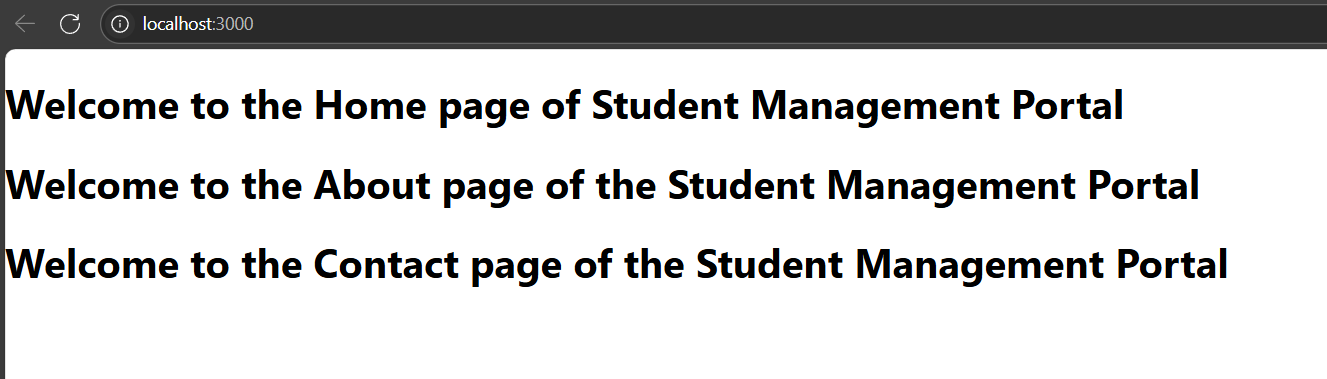 localhost:3000
Welcome to the Home page of Student Management Portal
Welcome to the About page of the Student Management Portal
Welcome to the Contact page of the Student Management Portal